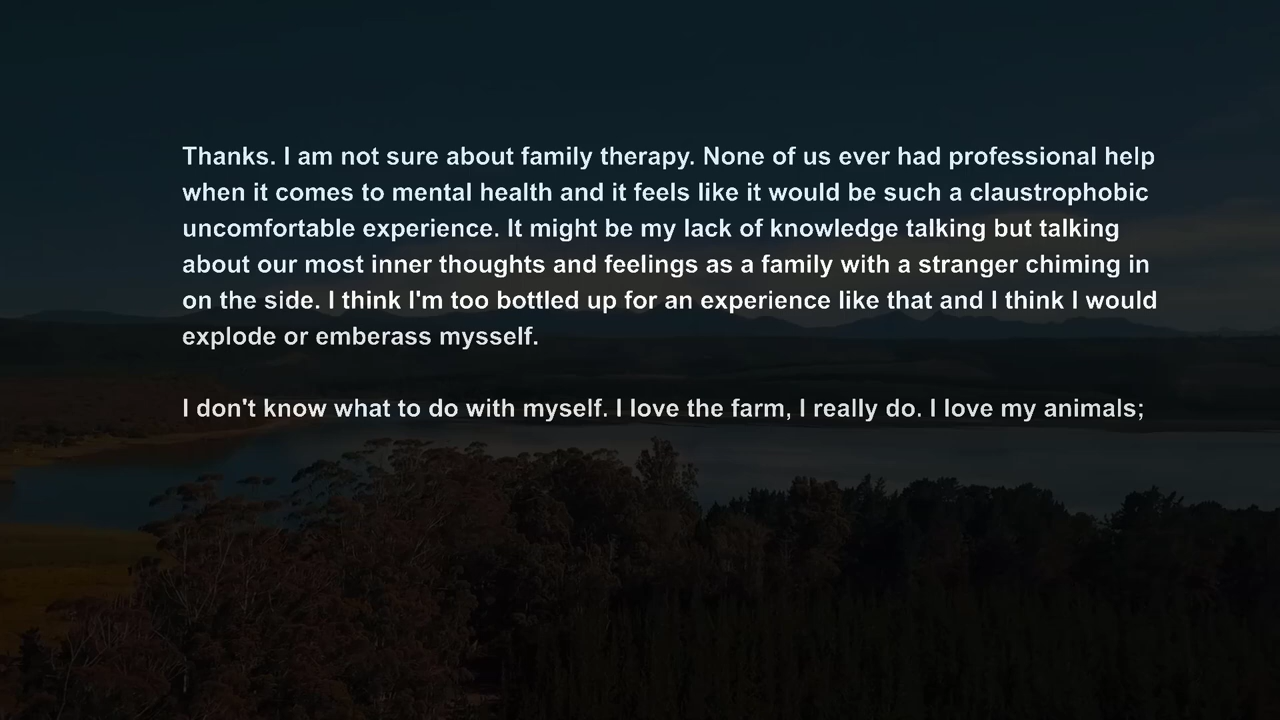 Thanks. I am not sure about family therapy. None of us ever had professional help
when it comes to mental health and it feels like it would be such a claustrophobic
uncomfortable experience. It might be my lack of knowledge talking but talking
about our most inner thoughts and feelings as a family with a stranger chiming in
on the side. I think I'm too bottled up for an experience like that and I think I would
explode or emberass mysself.
I don't know what to do with myself. I love the farm, I really do. I love my animals;